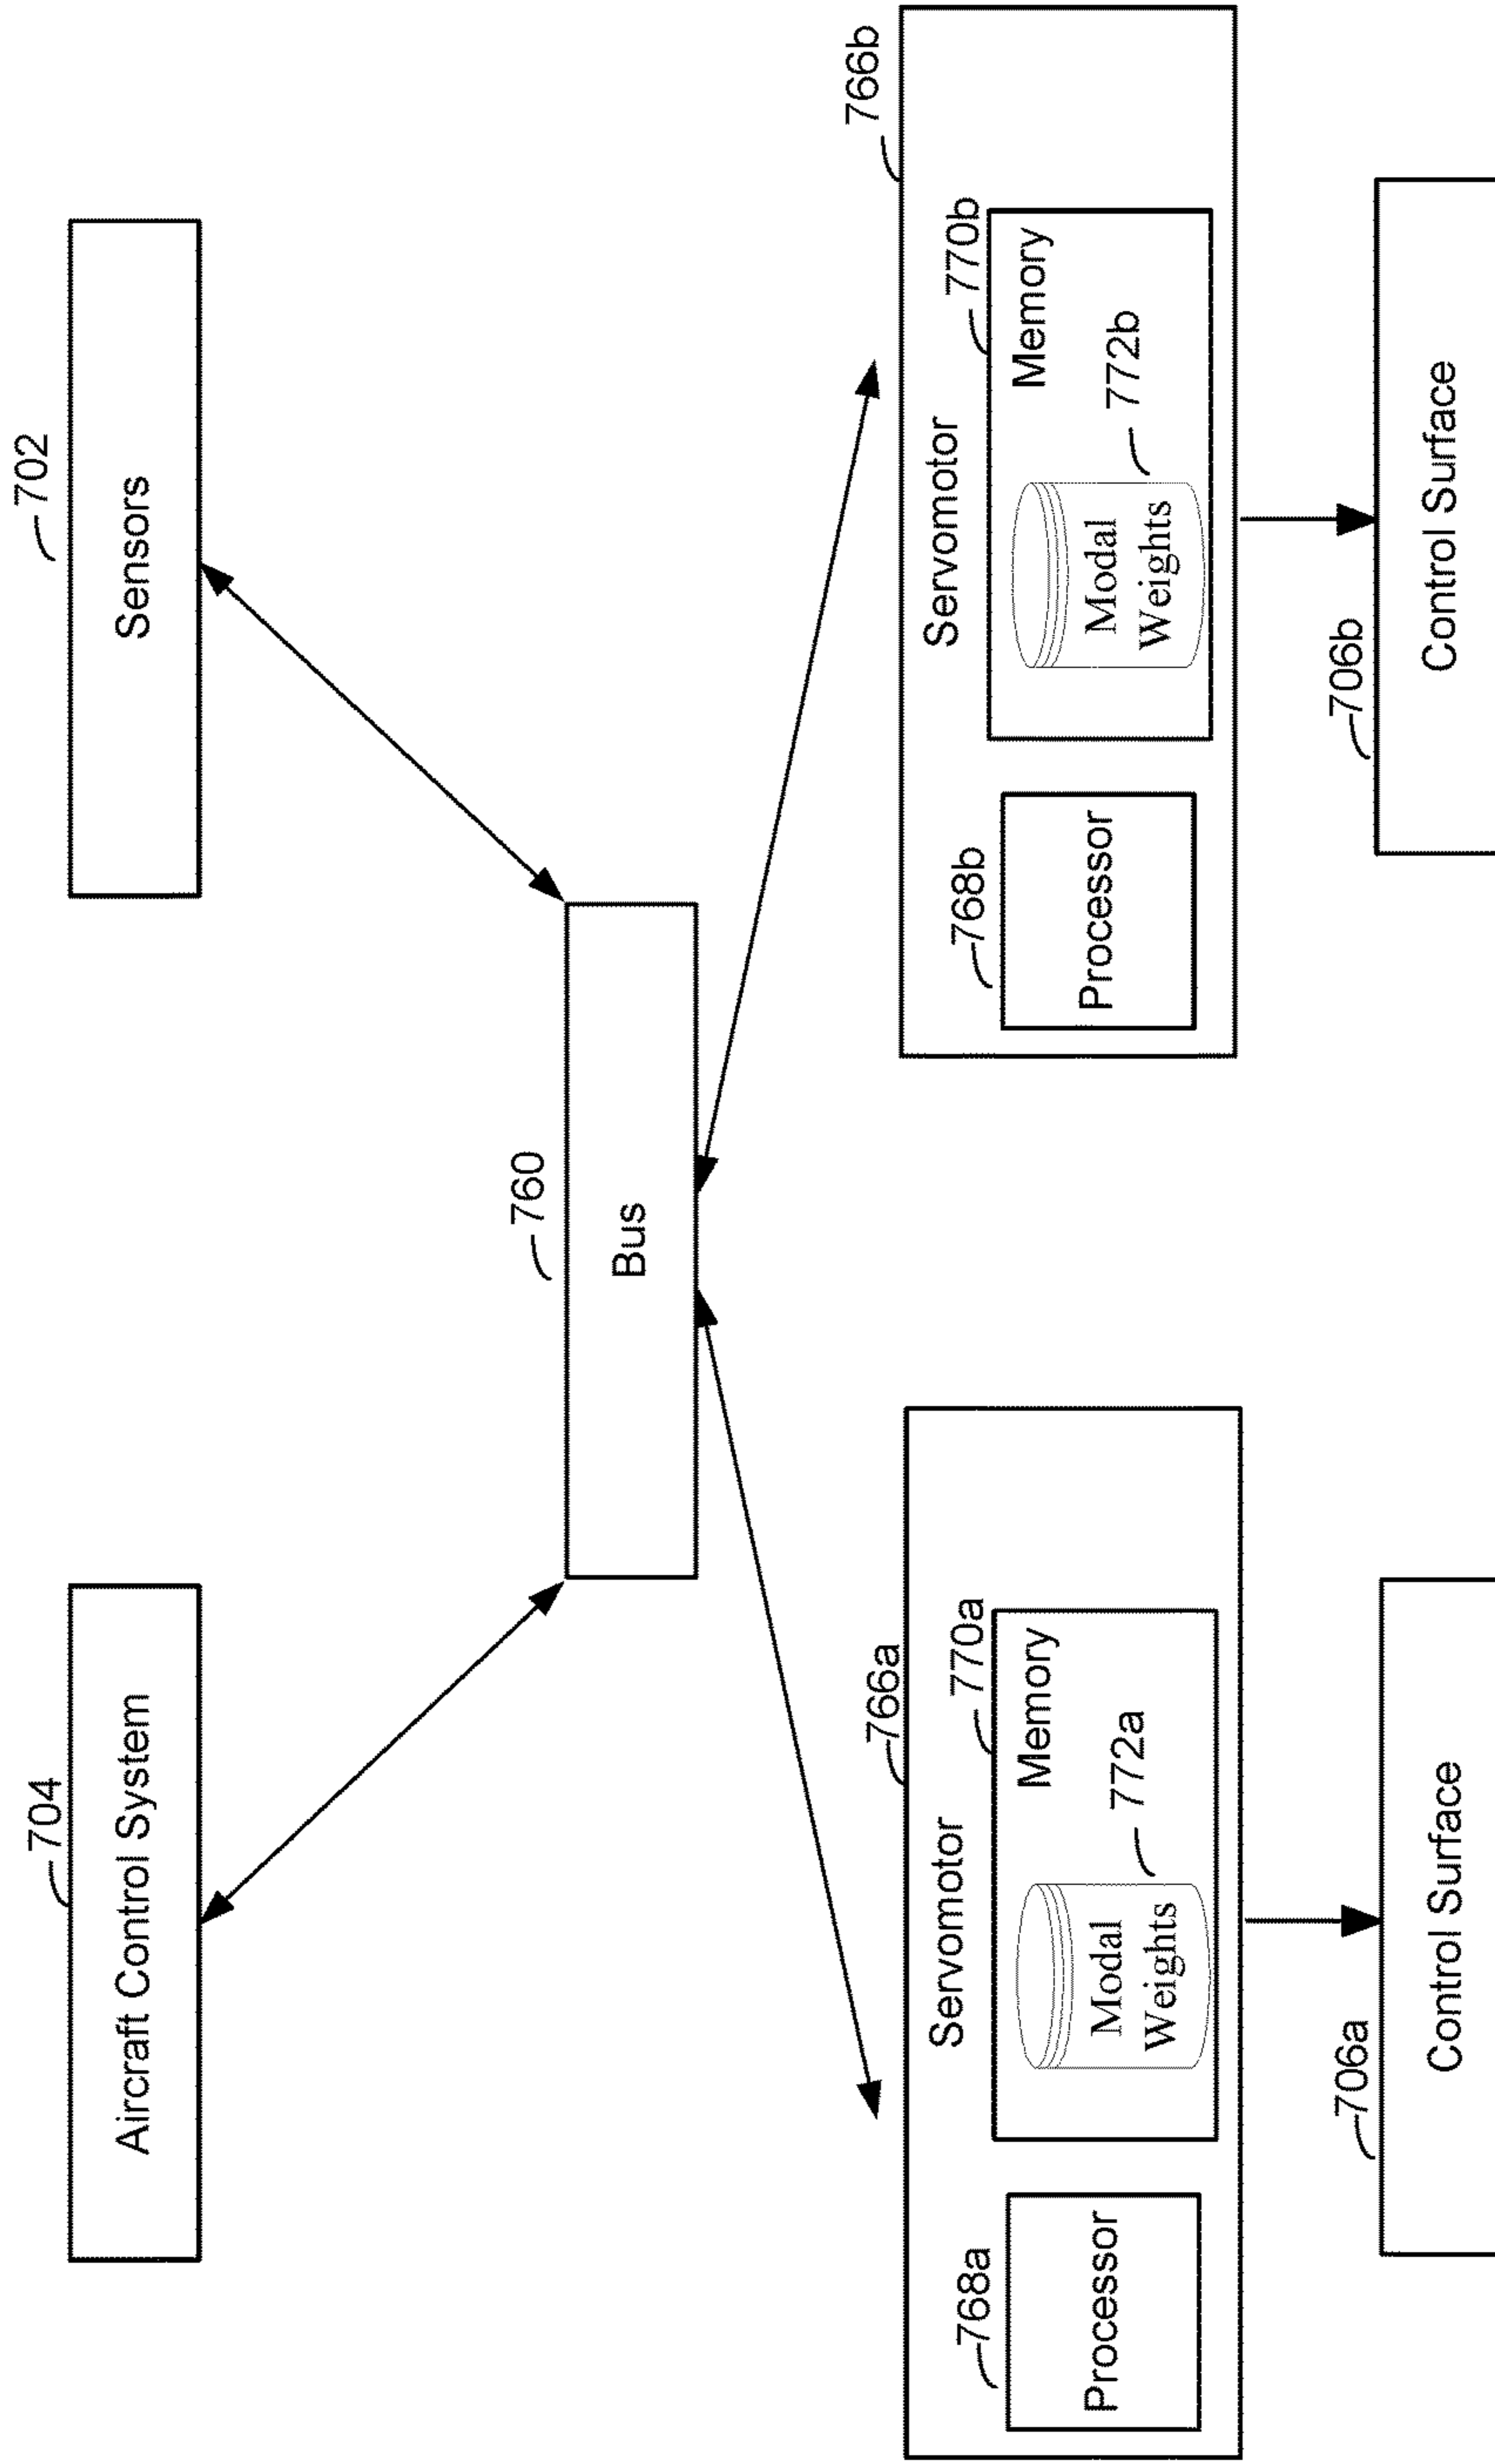 704
Aircraft Control System
702
Sensors
760
Bus
766a
Servomotor
768a
Processor
770a
Memory
772a
Modal
Weights
766b
Servomotor
768b
Processor
770b
Memory
772b
Modal
Weights
706a
Control Surface
706b
Control Surface